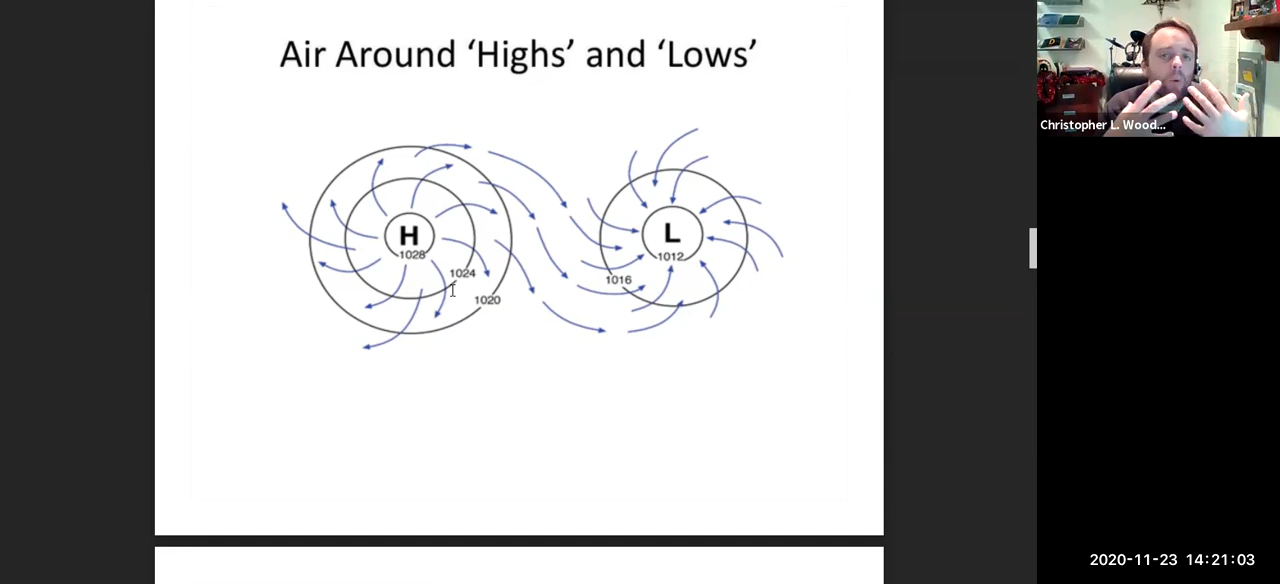 Air Around ‘Highs’ and ‘Lows’
H
1028
1024
1020
L
1012
1016
Christopher L. Wood...
2020-11-23 14:21:03